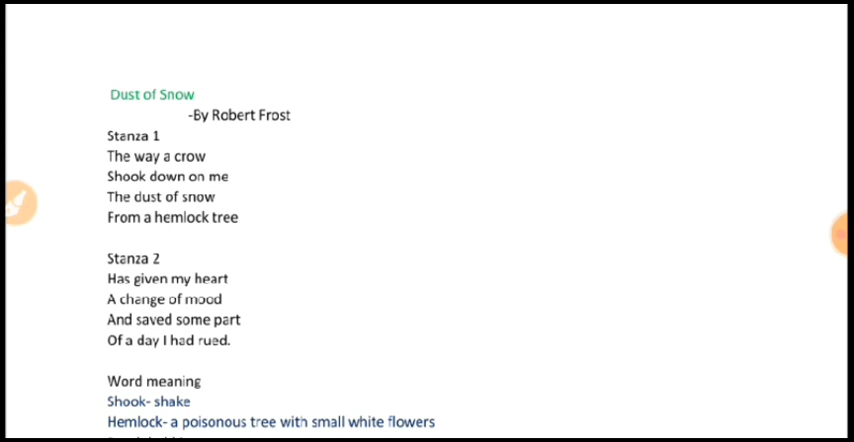 Dust of Snow
-By Robert Frost
Stanza 1
The way a crow
Shook down on me
The dust of snow
From a hemlock tree
Stanza 2
Has given my heart
A change of mood
And saved some part
Of a day I had rued.
Word meaning
Shook- shake
Hemlock- a poisonous tree with small white flowers